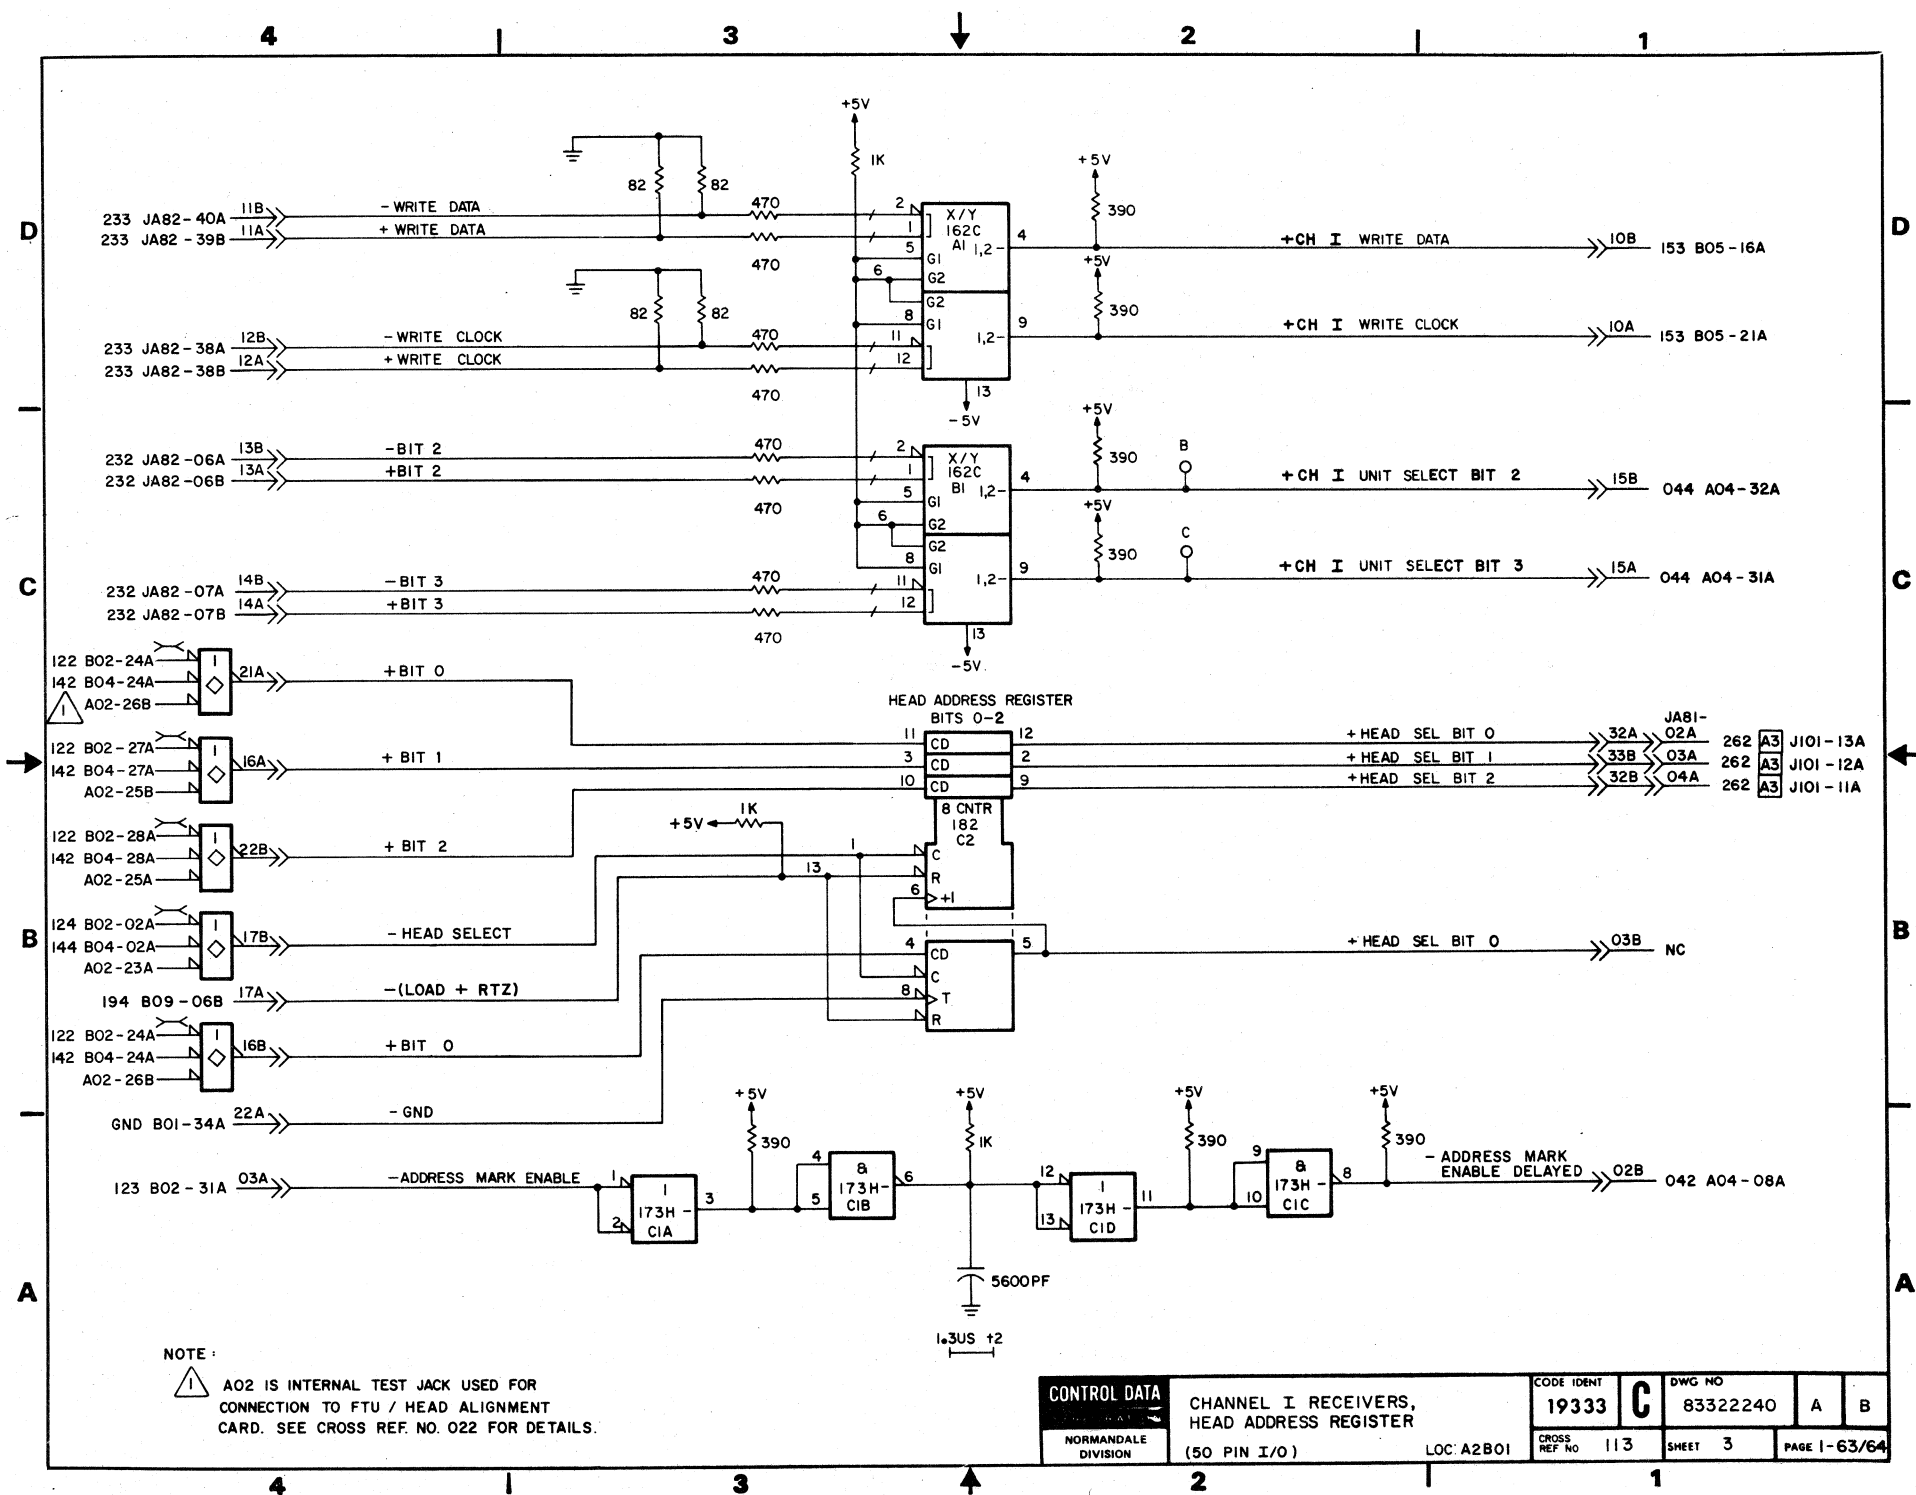 4 3 2 1
+5V
1K
82 82
+5V
390
233 JA82-40A 11B -WRITE DATA 470 2 X/Y
233 JA82-39B 11A +WRITE DATA 1 162C
470 5 G1 A1 1,2 4 +CH I WRITE DATA 10B 153 B05-16A
D D
6 G2
+5V
390
82 82
G2
8 G1
233 JA82-38A 12B -WRITE CLOCK 470 11 1,2 9 +CH I WRITE CLOCK 10A 153 B05-21A
233 JA82-38B 12A +WRITE CLOCK 12
470
13
-5V
+5V
390
B
232 JA82-06A 13B -BIT 2 470 2 X/Y
232 JA82-06B 13A +BIT 2 1 162C
470 5 G1 B1 1,2 4 +CH I UNIT SELECT BIT 2 15B 044 A04-32A
6 G2
+5V
390
C
G2
8 G1
232 JA82-07A 14B -BIT 3 470 11 1,2 9 +CH I UNIT SELECT BIT 3 15A 044 A04-31A
C C
232 JA82-07B 14A +BIT 3 12
470
13
-5V
122 B02-24A 1
142 B04-24A 21A +BIT 0
1 A02-26B
HEAD ADDRESS REGISTER
BITS 0-2
JA81-
11 CD 12 +HEAD SEL BIT 0 32A 02A 262 A3 J101-13A
122 B02-27A 1
142 B04-27A 16A +BIT 1 3 CD 2 +HEAD SEL BIT 1 33B 03A 262 A3 J101-12A
A02-25B 10 CD 9 +HEAD SEL BIT 2 32B 04A 262 A3 J101-11A
8 CNTR
182
C2
+5V 1K
122 B02-28A 1
142 B04-28A 22B +BIT 2 1 C
A02-25A 13 R
6 +1
124 B02-02A 1
144 B04-02A 17B -HEAD SELECT
A02-23A
B B
4 CD 5 +HEAD SEL BIT 0 03B NC
C
194 B09-06B 17A -(LOAD + RTZ) 8 T
R
122 B02-24A 1
142 B04-24A 16B +BIT 0
A02-26B
GND B01-34A 22A -GND
+5V +5V +5V +5V
390 1K 390 390
123 B02-31A 03A -ADDRESS MARK ENABLE 1 2 1 173H C1A 3
4 5 & 173H C1B 6
12 13 1 173H C1D 11
9 10 & 173H C1C 8
- ADDRESS MARK
ENABLE DELAYED 02B 042 A04-08A
5600PF
1.3US ↑2
A A
NOTE:
1 A02 IS INTERNAL TEST JACK USED FOR
CONNECTION TO FTU / HEAD ALIGNMENT
CARD. SEE CROSS REF. NO. 022 FOR DETAILS.
CONTROL DATA
NORMANDALE
DIVISION
CHANNEL I RECEIVERS,
HEAD ADDRESS REGISTER
(50 PIN I/O) LOC: A2B01
CODE IDENT
19333
C
DWG NO
83322240
A B
CROSS
REF NO 113
SHEET 3
PAGE 1-63/64
4 3 2 1